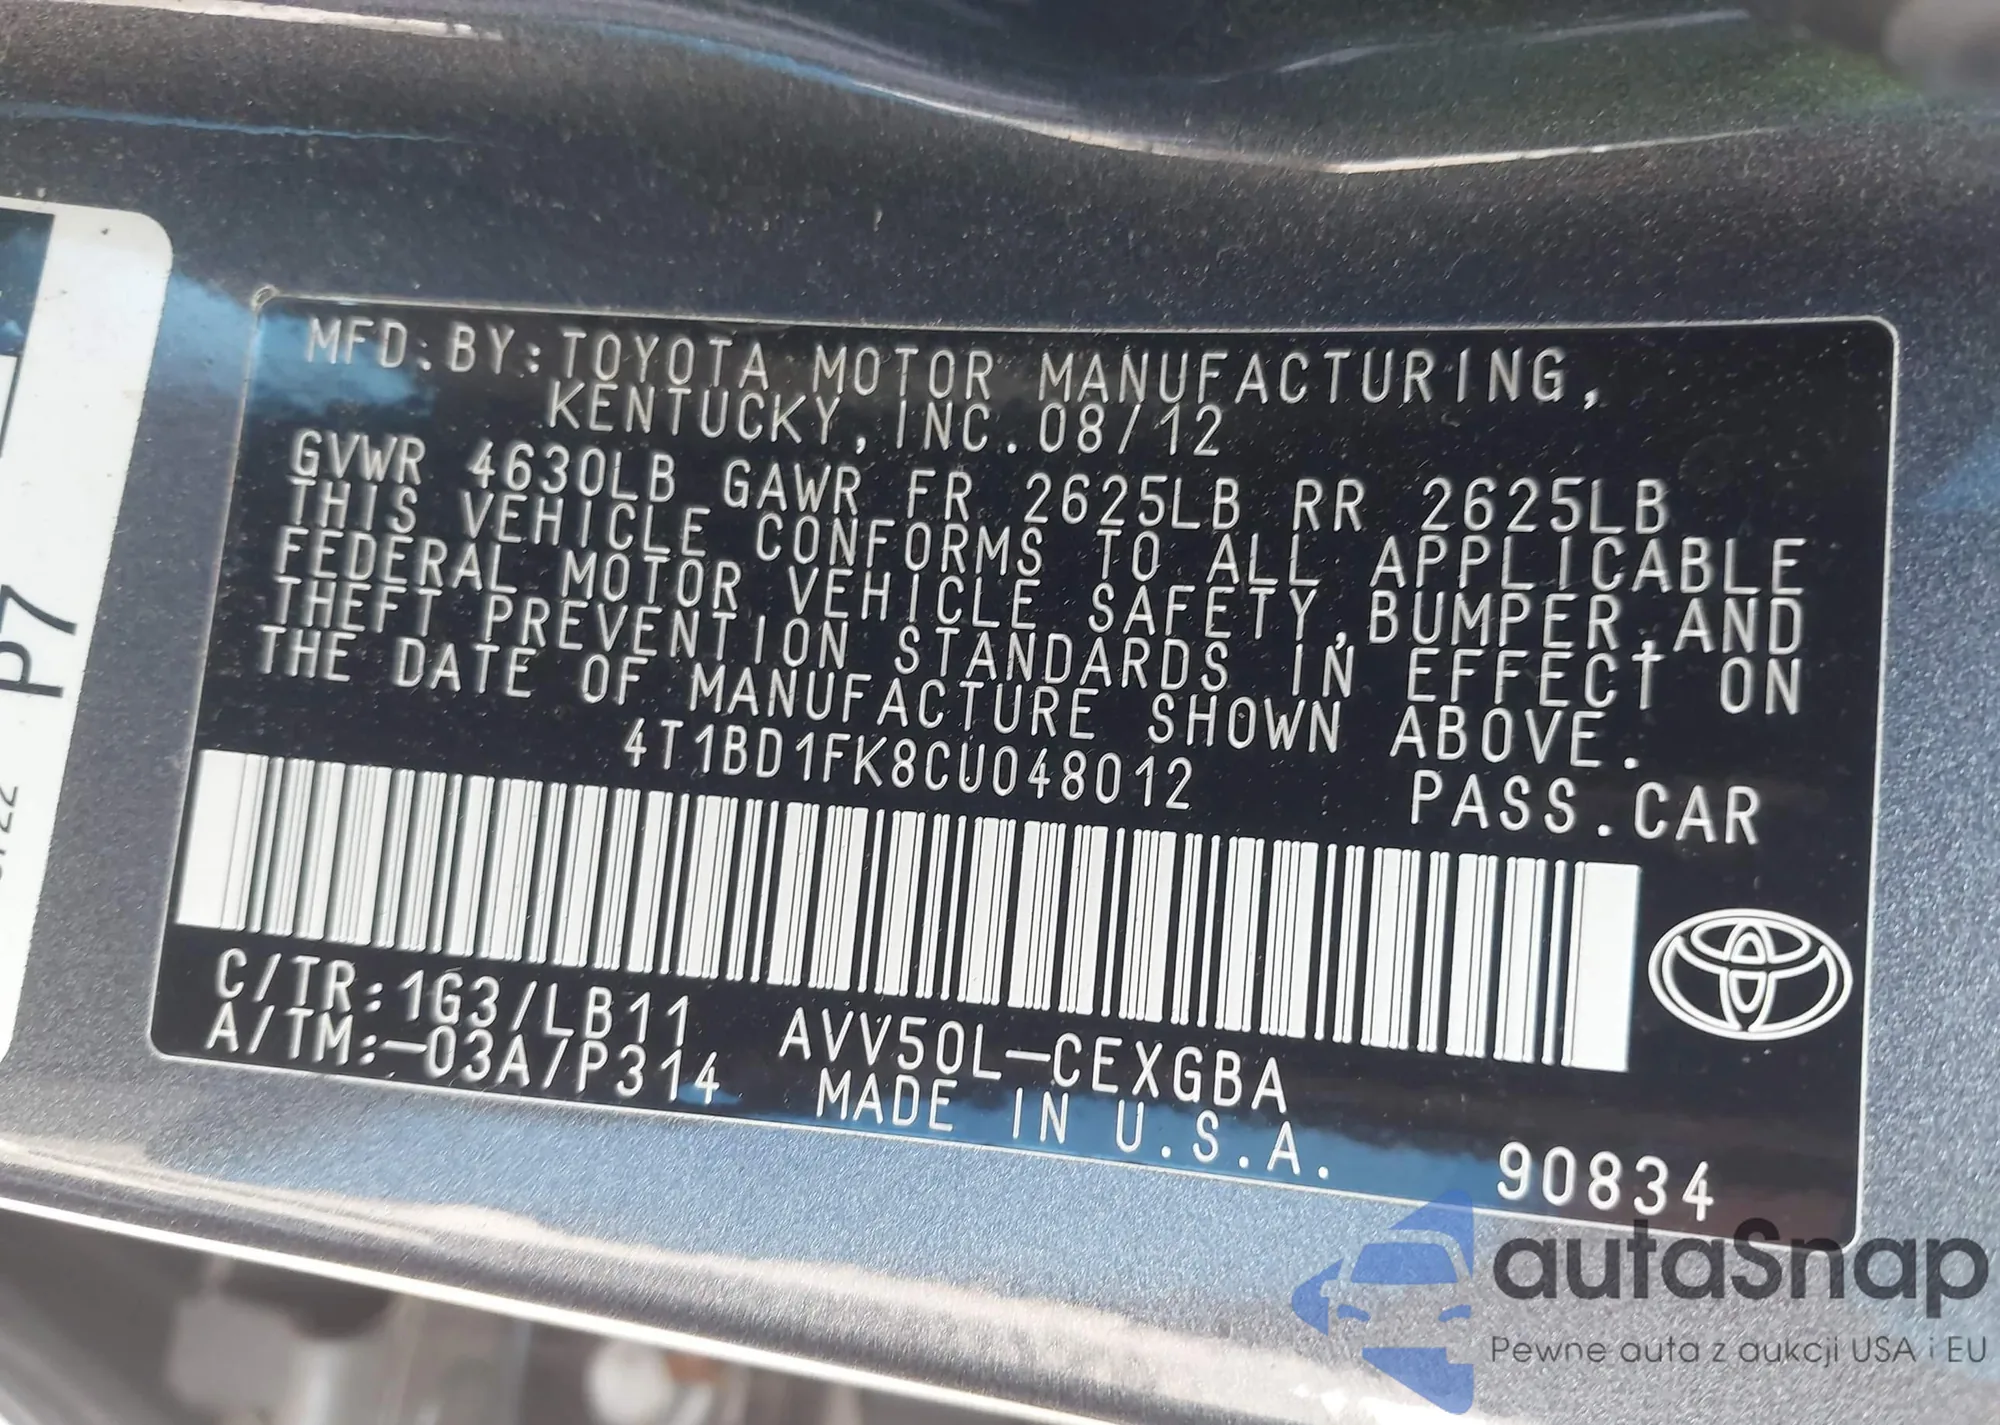 MFD.BY:TOYOTA MOTOR MANUFACTURING,
KENTUCKY, INC. 08/12
GVWR 4630LB GAWR FR 2625LB RR 2625LB
THIS VEHICLE CONFORMS TO ALL APPLICABLE
FEDERAL MOTOR VEHICLE SAFETY,BUMPER,AND
THEFT PREVENTION STANDARDS IN EFFECT ON
THE DATE OF MANUFACTURE SHOWN ABOVE.
4T1BD1FK8CU048012 PASS.CAR
C/TR:1G3/LB11 AVV50L-CEXGBA
A/TM:-03A/P314 MADE IN U.S.A.
90834
P7
autoSnap
Pewne auta z aukcji USA i EU